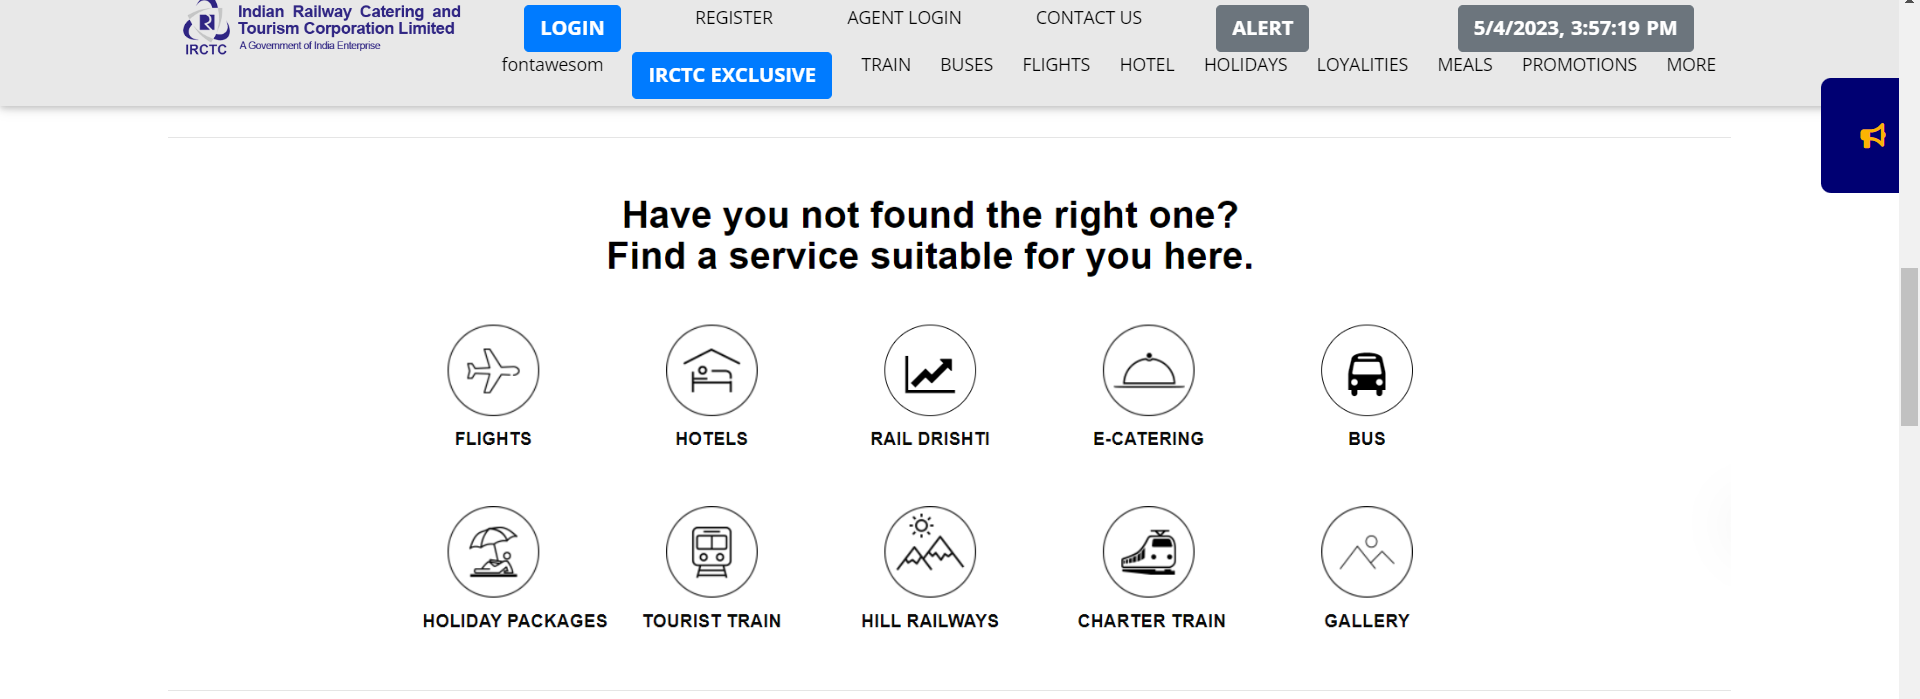 Indian Railway Catering and
Tourism Corporation Limited
A Government of India Enterprise
IRCTC
LOGIN
REGISTER
AGENT LOGIN
CONTACT US
ALERT
5/4/2023, 3:57:19 PM
fontawesom
IRCTC EXCLUSIVE
TRAIN
BUSES
FLIGHTS
HOTEL
HOLIDAYS
LOYALITIES
MEALS
PROMOTIONS
MORE
Have you not found the right one?
Find a service suitable for you here.
FLIGHTS
HOTELS
RAIL DRISHTI
E-CATERING
BUS
HOLIDAY PACKAGES
TOURIST TRAIN
HILL RAILWAYS
CHARTER TRAIN
GALLERY